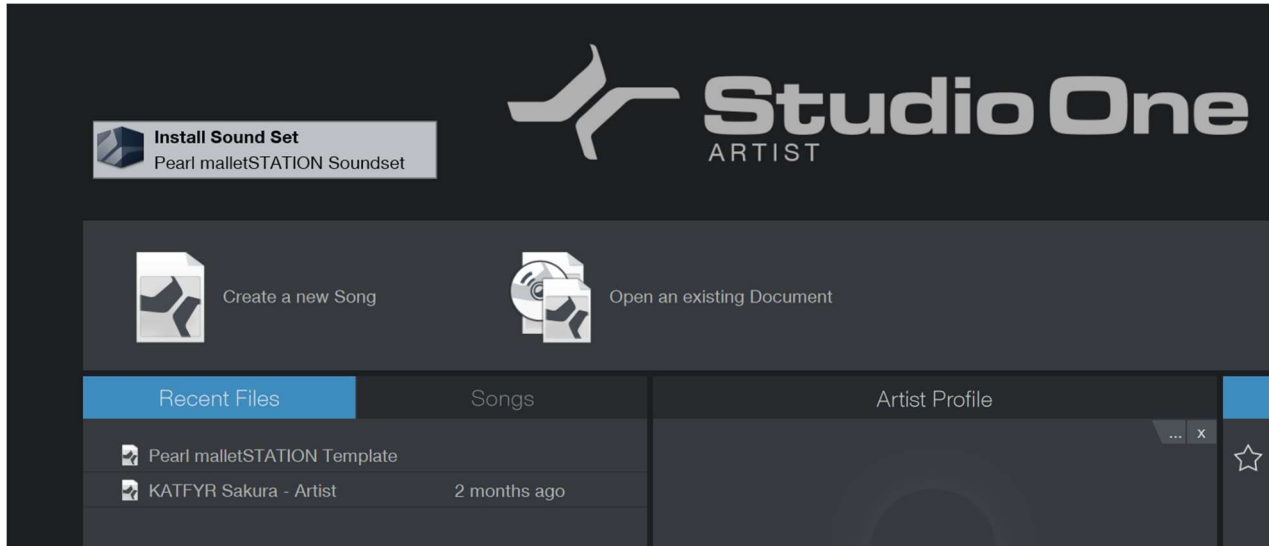 Studio One
ARTIST
Install Sound Set
Pearl malletSTATION Soundset
Create a new Song
Open an existing Document
Recent Files
Songs
Artist Profile
... x
Pearl malletSTATION Template
KATFYR Sakura - Artist
2 months ago